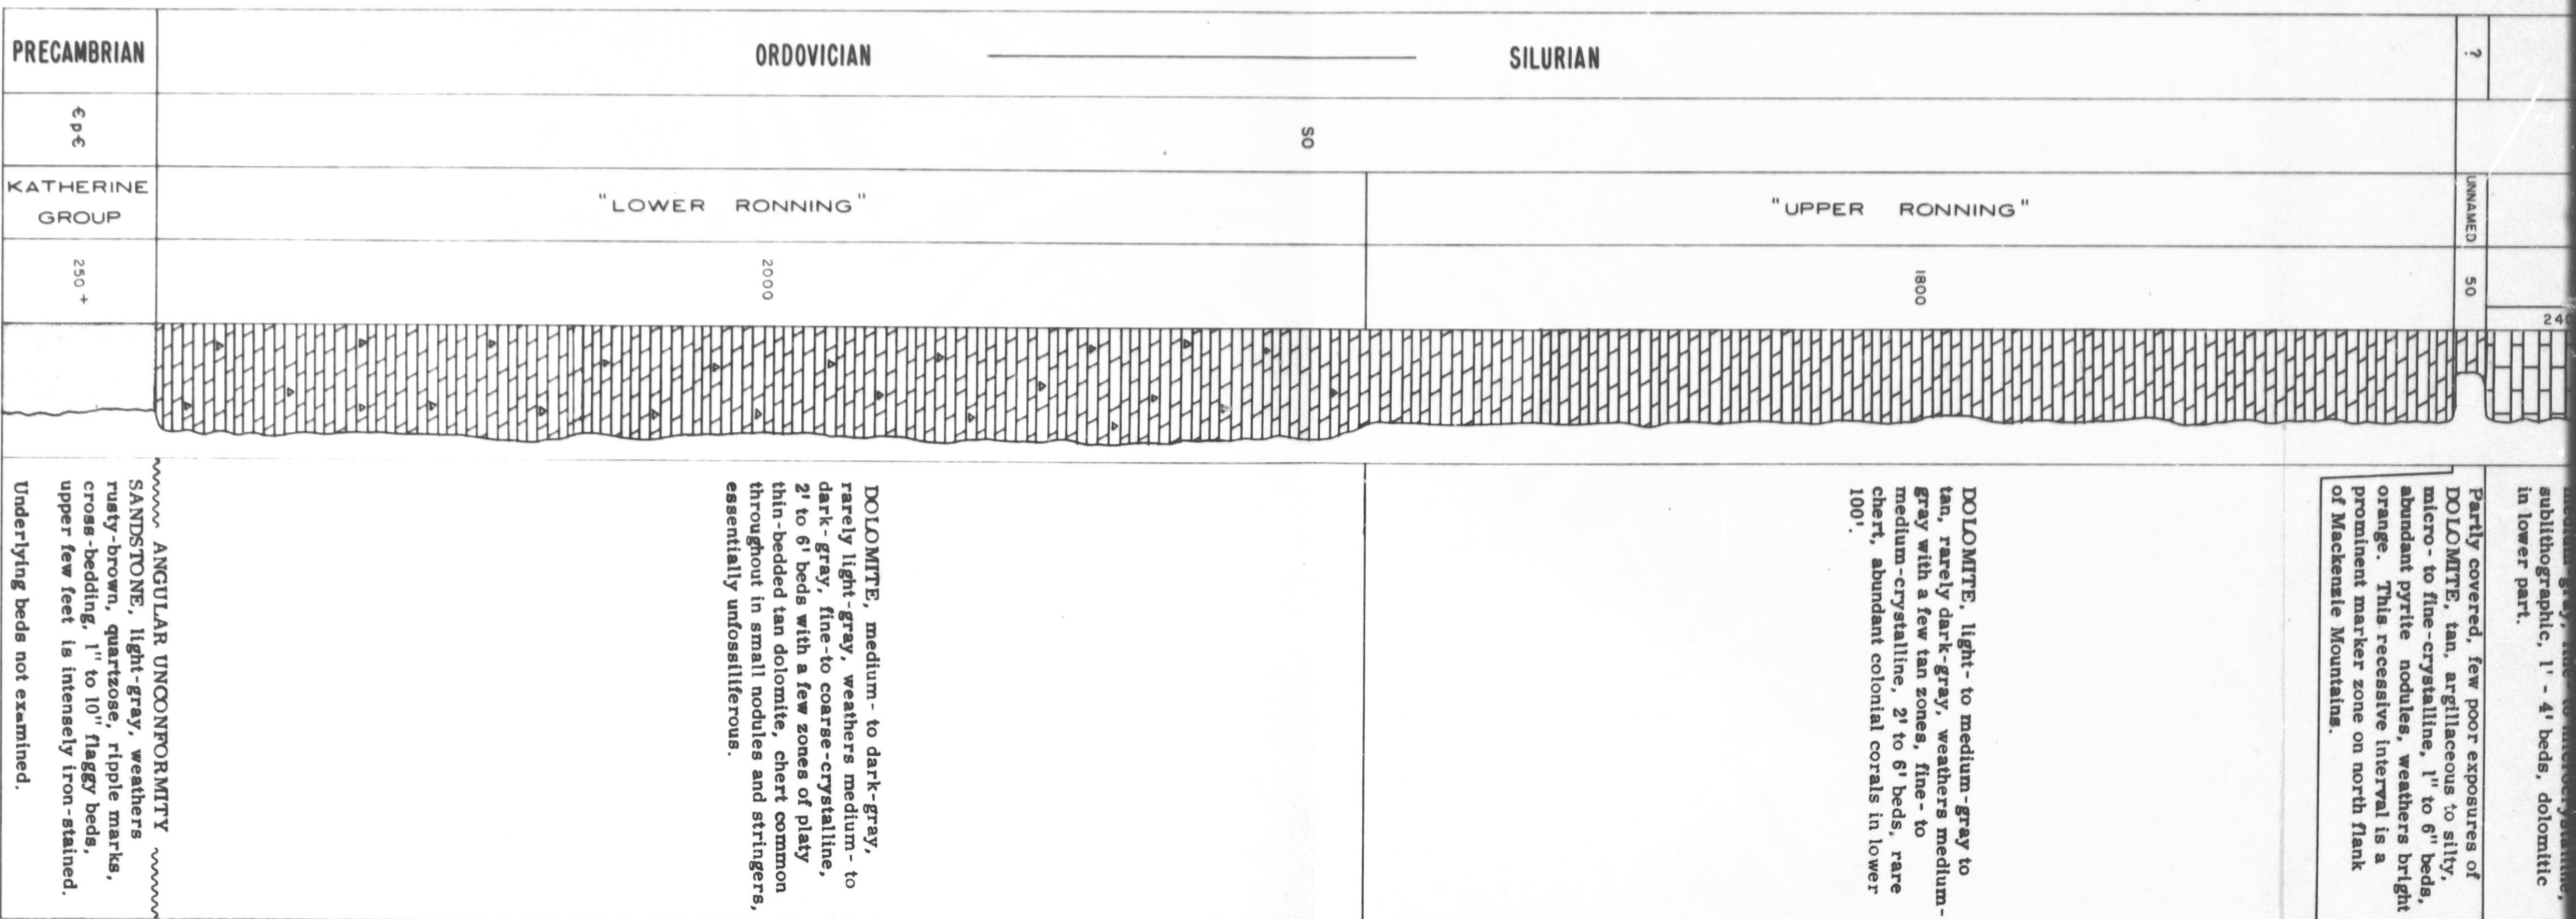 PRECAMBRIAN
ORDOVICIAN
SILURIAN
?
Є p Є
SO
KATHERINE
GROUP
"LOWER RONNING"
"UPPER RONNING"
UNNAMED
250 +
2000
1800
50
240
sublithographic, 1' - 4' beds, dolomitic
in lower part.
Partly covered, few poor exposures of
DOLOMITE, tan, argillaceous to silty,
micro- to fine-crystalline, 1" to 6" beds,
abundant pyrite nodules, weathers bright
orange. This recessive interval is a
prominent marker zone on north flank
of Mackenzie Mountains.
DOLOMITE, light- to medium-gray to
tan, rarely dark-gray, weathers medium-
gray with a few tan zones, fine- to
medium-crystalline, 2' to 6' beds, rare
chert, abundant colonial corals in lower
100'.
DOLOMITE, medium- to dark-gray,
rarely light-gray, weathers medium- to
dark-gray, fine-to coarse-crystalline,
2' to 6' beds with a few zones of platy
thin-bedded tan dolomite, chert common
throughout in small nodules and stringers,
essentially unfossiliferous.
ANGULAR UNCONFORMITY
SANDSTONE, light-gray, weathers
rusty-brown, quartzose, ripple marks,
cross-bedding, 1" to 10" flaggy beds,
upper few feet is intensely iron-stained.
Underlying beds not examined.